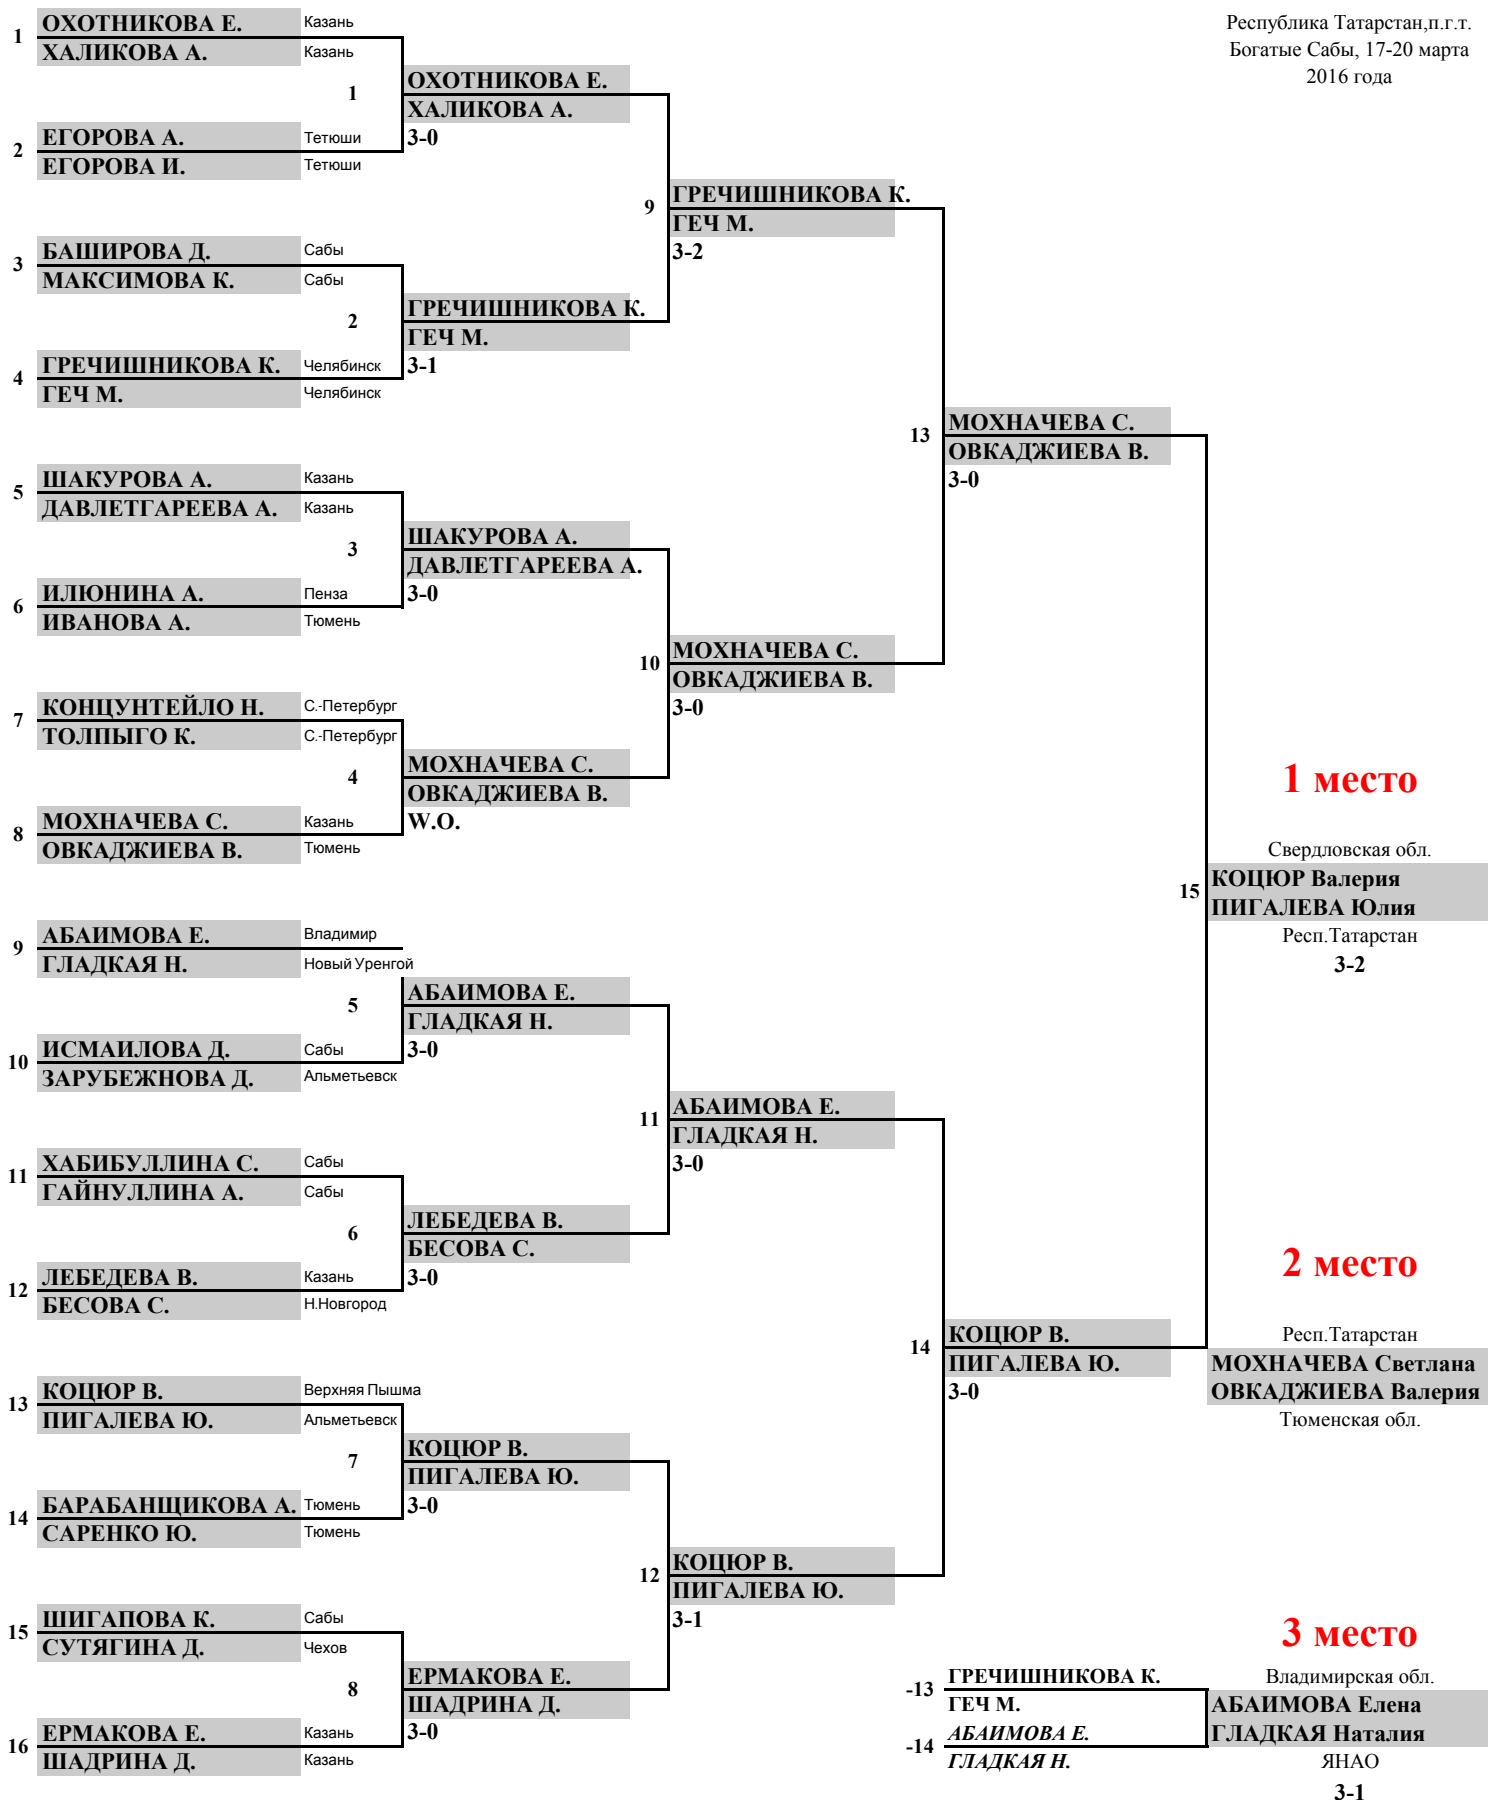 Республика Татарстан,п.г.т.
Богатые Сабы, 17-20 марта
2016 года
1 ОХОТНИКОВА Е. Казань
ХАЛИКОВА А. Казань
1 ОХОТНИКОВА Е.
ХАЛИКОВА А.
3-0
2 ЕГОРОВА А. Тетюши
ЕГОРОВА И. Тетюши
9 ГРЕЧИШНИКОВА К.
ГЕЧ М.
3-2
3 БАШИРОВА Д. Сабы
МАКСИМОВА К. Сабы
2 ГРЕЧИШНИКОВА К.
ГЕЧ М.
3-1
4 ГРЕЧИШНИКОВА К. Челябинск
ГЕЧ М. Челябинск
13 МОХНАЧЕВА С.
ОВКАДЖИЕВА В.
3-0
5 ШАКУРОВА А. Казань
ДАВЛЕТГАРЕЕВА А. Казань
3 ШАКУРОВА А.
ДАВЛЕТГАРЕЕВА А.
3-0
6 ИЛЮНИНА А. Пенза
ИВАНОВА А. Тюмень
10 МОХНАЧЕВА С.
ОВКАДЖИЕВА В.
3-0
7 КОНЦУНТЕЙЛО Н. С.-Петербург
ТОЛПЫГО К. С.-Петербург
4 МОХНАЧЕВА С.
ОВКАДЖИЕВА В.
W.O.
8 МОХНАЧЕВА С. Казань
ОВКАДЖИЕВА В. Тюмень
1 место
Свердловская обл.
15 КОЦЮР Валерия
ПИГАЛЕВА Юлия
Респ.Татарстан
3-2
9 АБАИМОВА Е. Владимир
ГЛАДКАЯ Н. Новый Уренгой
5 АБАИМОВА Е.
ГЛАДКАЯ Н.
3-0
10 ИСМАИЛОВА Д. Сабы
ЗАРУБЕЖНОВА Д. Альметьевск
11 АБАИМОВА Е.
ГЛАДКАЯ Н.
3-0
11 ХАБИБУЛЛИНА С. Сабы
ГАЙНУЛЛИНА А. Сабы
6 ЛЕБЕДЕВА В.
БЕСОВА С.
3-0
12 ЛЕБЕДЕВА В. Казань
БЕСОВА С. Н.Новгород
2 место
Респ.Татарстан
МОХНАЧЕВА Светлана
ОВКАДЖИЕВА Валерия
Тюменская обл.
14 КОЦЮР В.
ПИГАЛЕВА Ю.
3-0
13 КОЦЮР В. Верхняя Пышма
ПИГАЛЕВА Ю. Альметьевск
7 КОЦЮР В.
ПИГАЛЕВА Ю.
3-0
14 БАРАБАНЩИКОВА А. Тюмень
САРЕНКО Ю. Тюмень
12 КОЦЮР В.
ПИГАЛЕВА Ю.
3-1
15 ШИГАПОВА К. Сабы
СУТЯГИНА Д. Чехов
8 ЕРМАКОВА Е.
ШАДРИНА Д.
3-0
16 ЕРМАКОВА Е. Казань
ШАДРИНА Д. Казань
3 место
-13 ГРЕЧИШНИКОВА К.
ГЕЧ М.
-14 АБАИМОВА Е.
ГЛАДКАЯ Н.
Владимирская обл.
АБАИМОВА Елена
ГЛАДКАЯ Наталия
ЯНАО
3-1